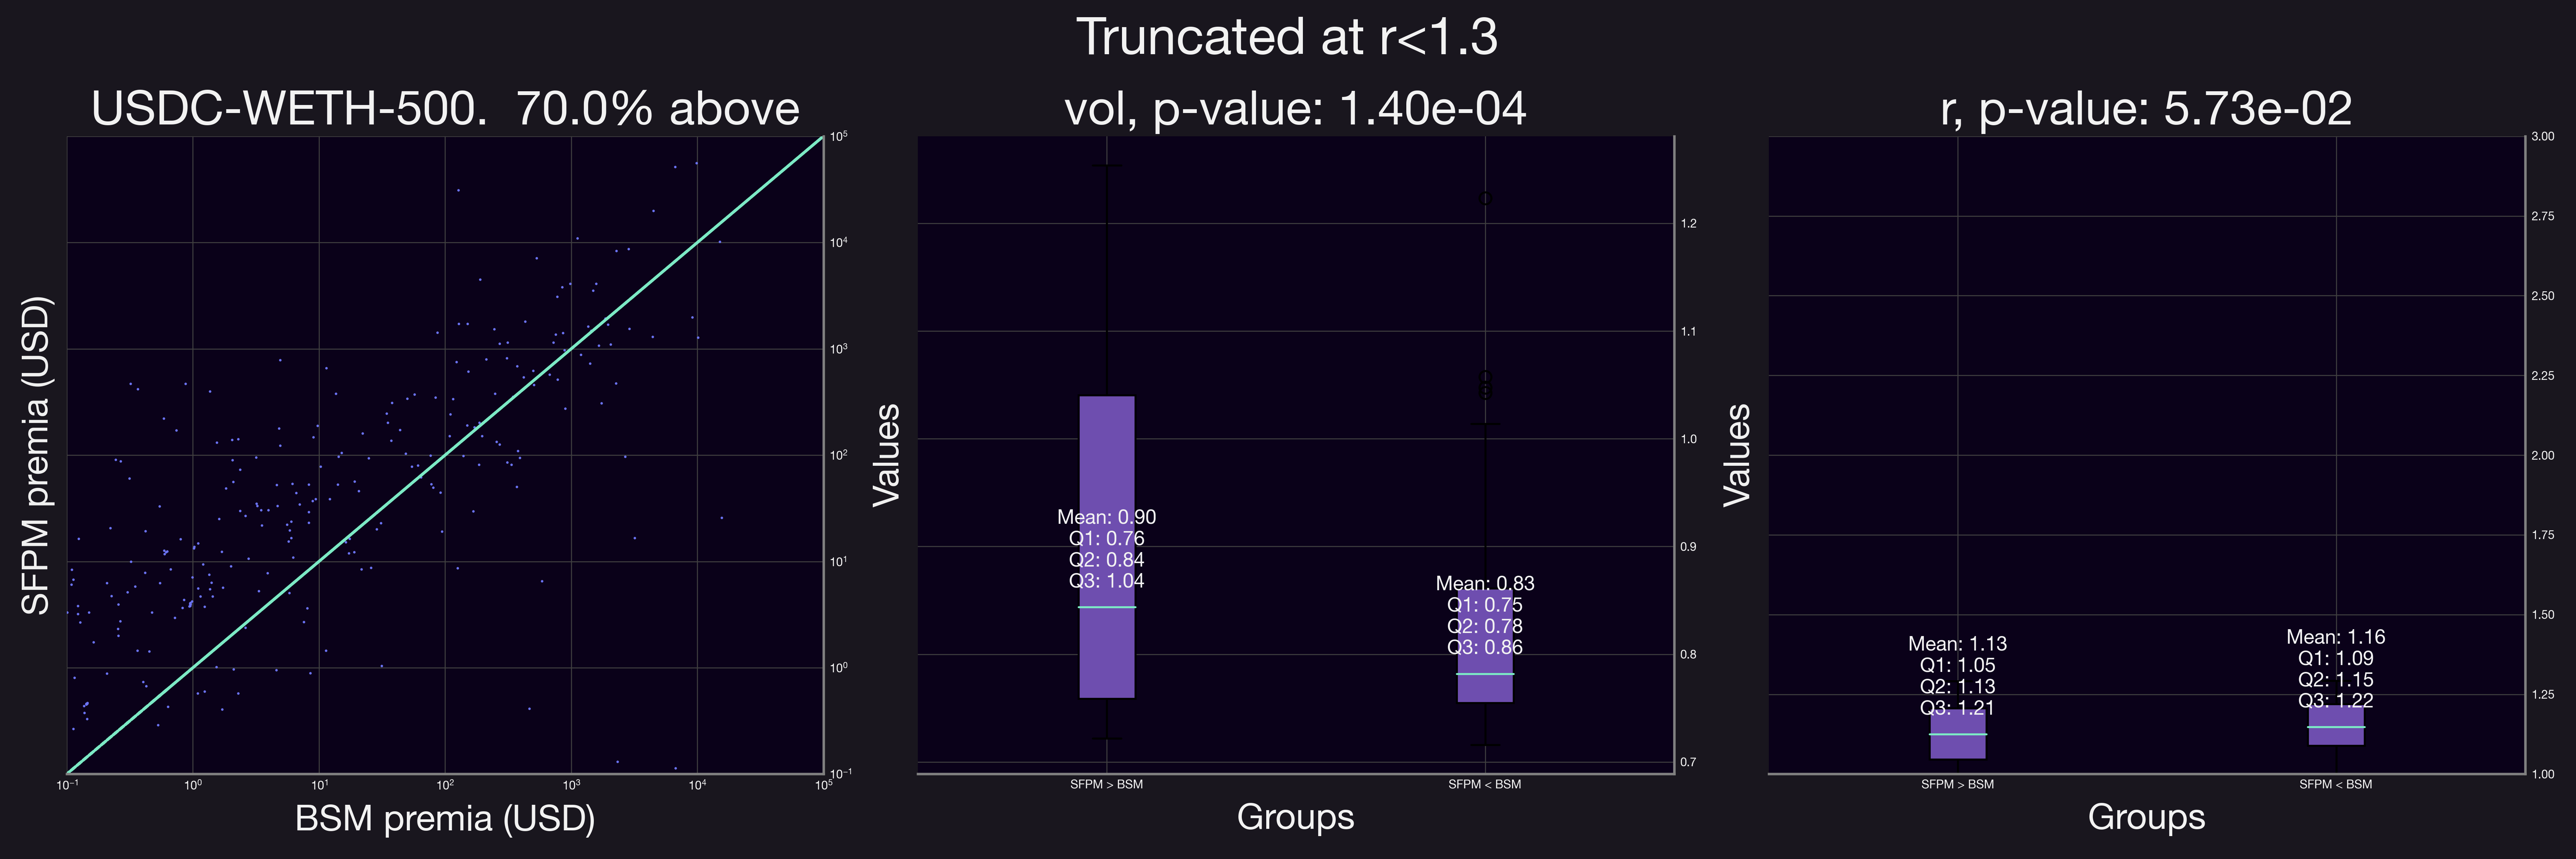 Truncated at r<1.3
USDC-WETH-500.  70.0% above
SFPM premia (USD)
10⁵
10⁴
10³
10²
10¹
10⁰
10⁻¹
10⁻¹ 10⁰ 10¹ 10² 10³ 10⁴ 10⁵
BSM premia (USD)
vol, p-value: 1.40e-04
Values
1.2
1.1
1.0
0.9
0.8
0.7
Mean: 0.90
Q1: 0.76
Q2: 0.84
Q3: 1.04
Mean: 0.83
Q1: 0.75
Q2: 0.78
Q3: 0.86
SFPM > BSM SFPM < BSM
Groups
r, p-value: 5.73e-02
Values
3.00
2.75
2.50
2.25
2.00
1.75
1.50
1.25
1.00
Mean: 1.13
Q1: 1.05
Q2: 1.13
Q3: 1.21
Mean: 1.16
Q1: 1.09
Q2: 1.15
Q3: 1.22
SFPM > BSM SFPM < BSM
Groups